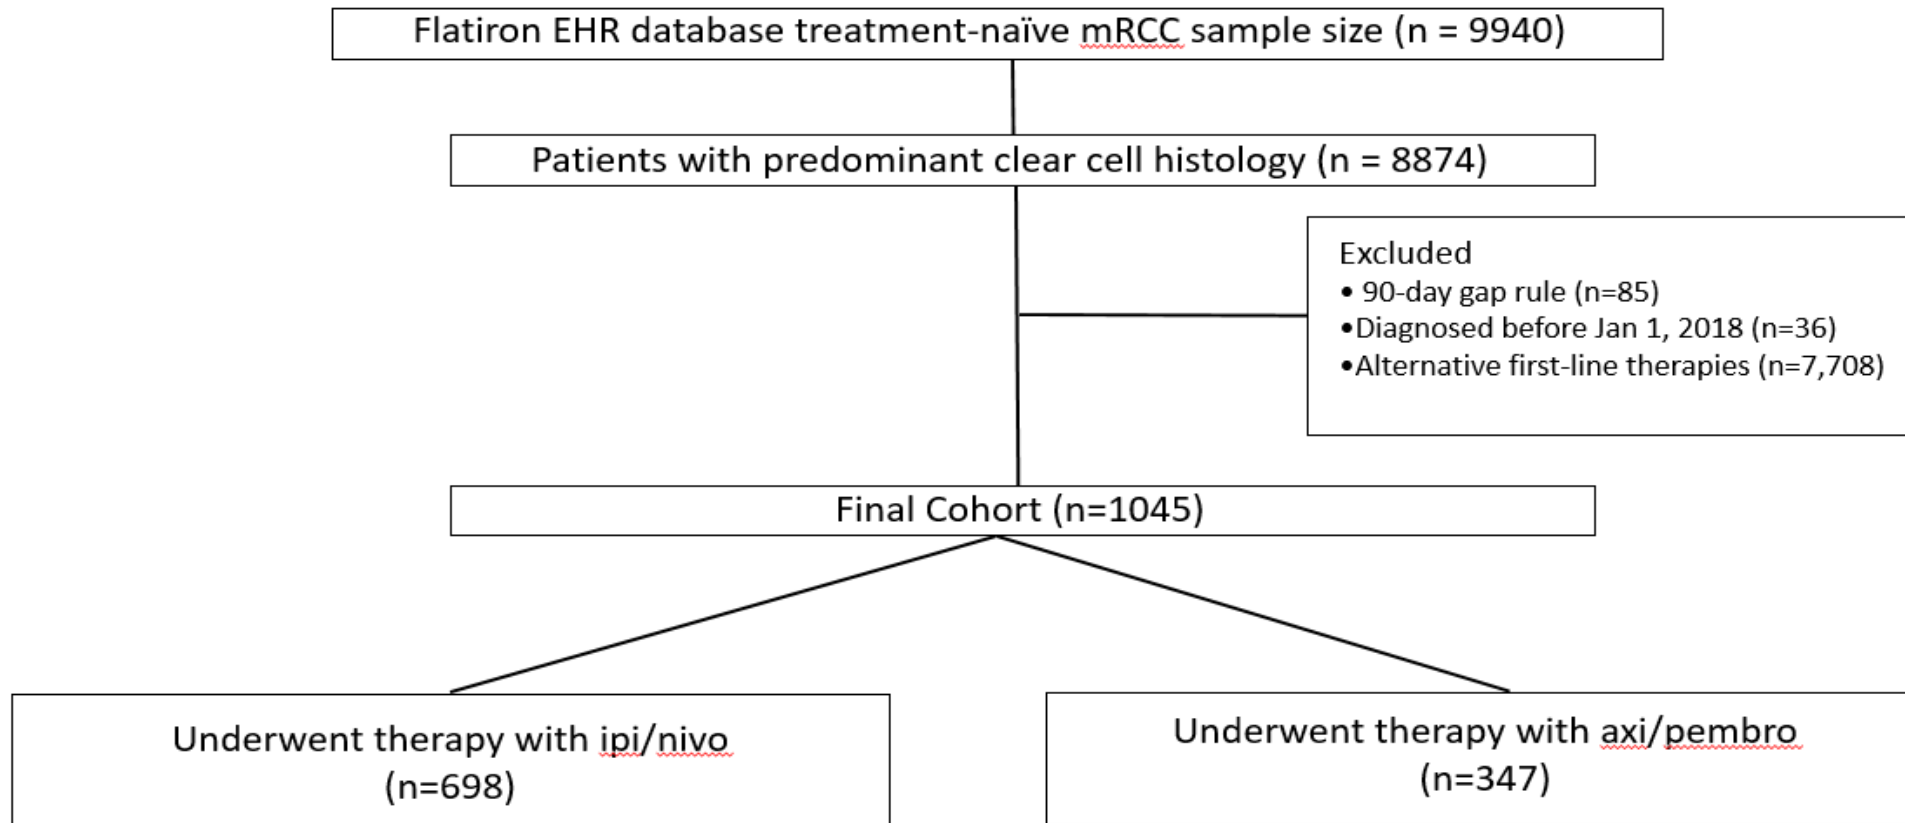 Flatiron EHR database treatment-naïve mRCC sample size (n = 9940)
Patients with predominant clear cell histology (n = 8874)
Excluded
• 90-day gap rule (n=85)
•Diagnosed before Jan 1, 2018 (n=36)
•Alternative first-line therapies (n=7,708)
Final Cohort (n=1045)
Underwent therapy with ipi/nivo
(n=698)
Underwent therapy with axi/pembro
(n=347)